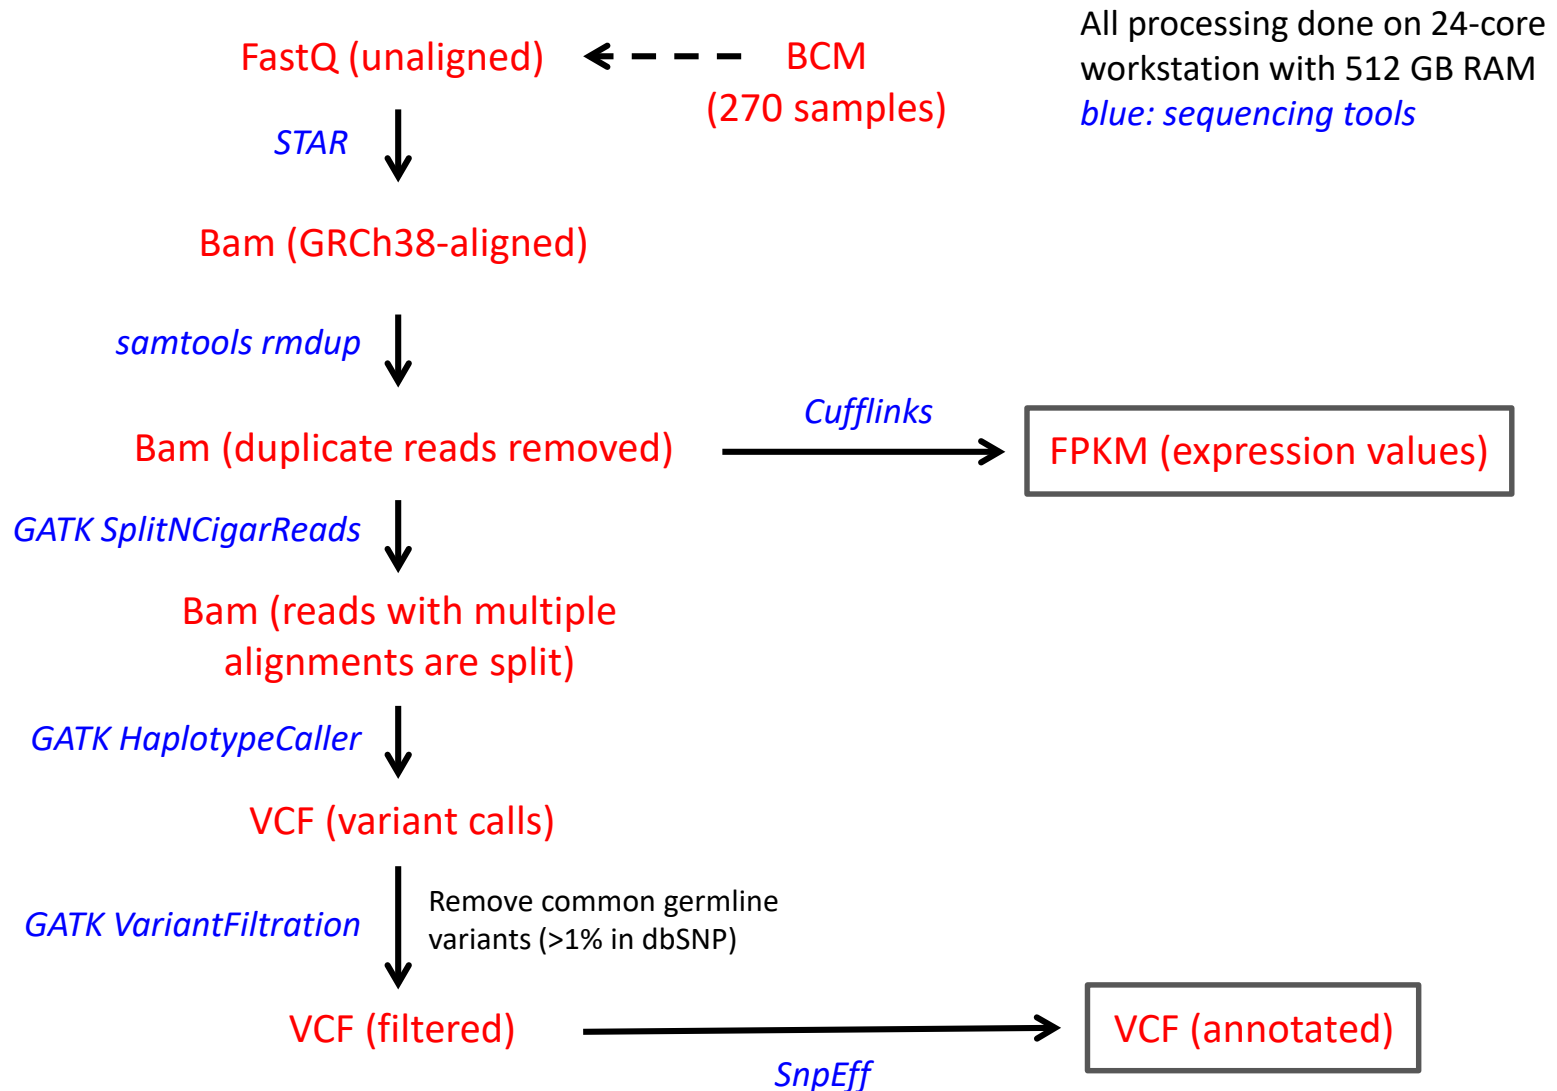 FastQ (unaligned)
BCM
(270 samples)
All processing done on 24-core
workstation with 512 GB RAM
blue: sequencing tools
STAR
Bam (GRCh38-aligned)
samtools rmdup
Bam (duplicate reads removed)
Cufflinks
FPKM (expression values)
GATK SplitNCigarReads
Bam (reads with multiple
alignments are split)
GATK HaplotypeCaller
VCF (variant calls)
GATK VariantFiltration
Remove common germline
variants (>1% in dbSNP)
VCF (filtered)
SnpEff
VCF (annotated)